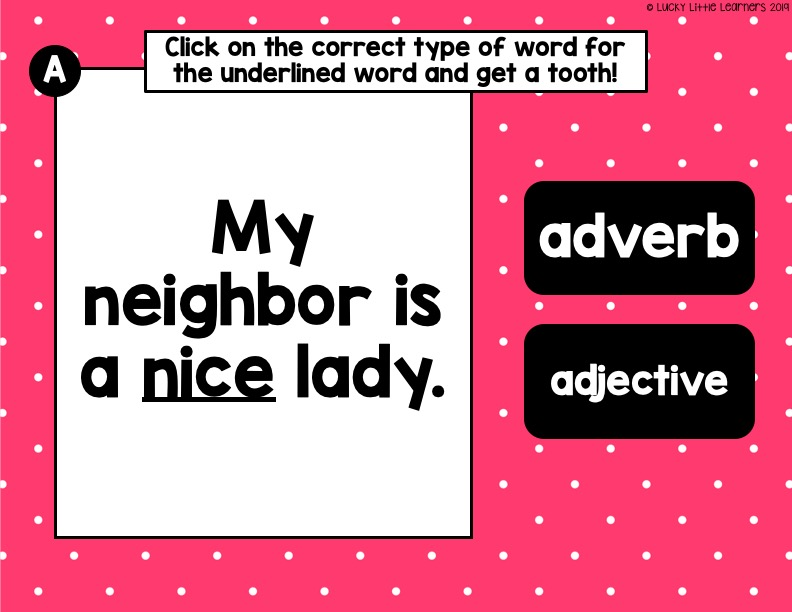 © Lucky Little Learners 2019
Click on the correct type of word for
the underlined word and get a tooth!
A
My
neighbor is
a nice lady.
adverb
adjective